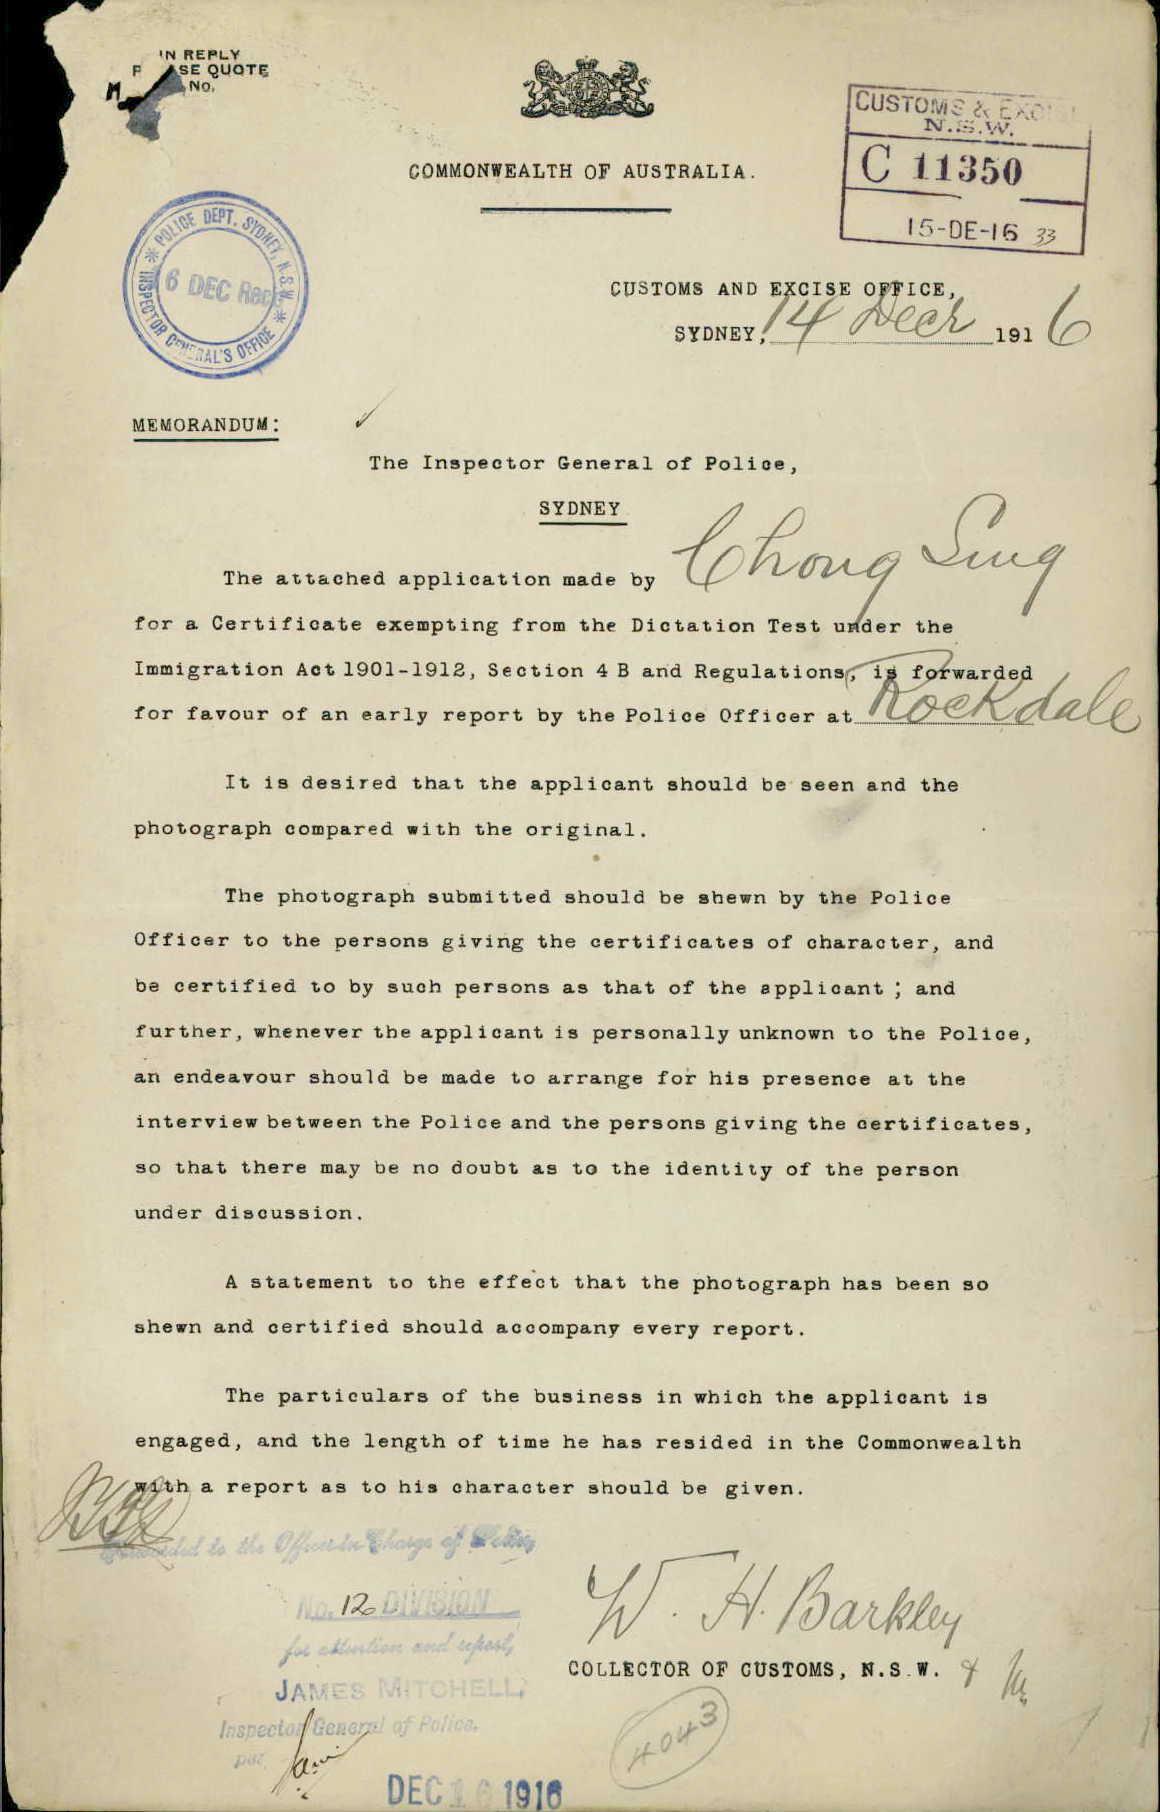 IN REPLY
SE QUOTE
M No.
COMMONWEALTH OF AUSTRALIA.
CUSTOMS & EXCISE
N.S.W.
C 11350
15-DE-16 33
POLICE DEPT. SYDNEY, N.S.W.
6 DEC Rec
INSPECTOR GENERAL'S OFFICE
CUSTOMS AND EXCISE OFFICE,
SYDNEY, 14 Decr 1916
MEMORANDUM:
The Inspector General of Police,
SYDNEY
The attached application made by Chong Sing
for a Certificate exempting from the Dictation Test under the
Immigration Act 1901-1912, Section 4 B and Regulations, is forwarded
for favour of an early report by the Police Officer at Rockdale
It is desired that the applicant should be seen and the
photograph compared with the original.
The photograph submitted should be shewn by the Police
Officer to the persons giving the certificates of character, and
be certified to by such persons as that of the applicant ; and
further, whenever the applicant is personally unknown to the Police,
an endeavour should be made to arrange for his presence at the
interview between the Police and the persons giving the certificates,
so that there may be no doubt as to the identity of the person
under discussion.
A statement to the effect that the photograph has been so
shewn and certified should accompany every report.
The particulars of the business in which the applicant is
engaged, and the length of time he has resided in the Commonwealth
with a report as to his character should be given.
Forwarded to the Officer in Charge of Police
No. 12 DIVISION
for attention and report,
JAMES MITCHELL,
Inspector General of Police.
per
W. H. Barkley
COLLECTOR OF CUSTOMS, N.S.W.
4043
DEC 16 1916